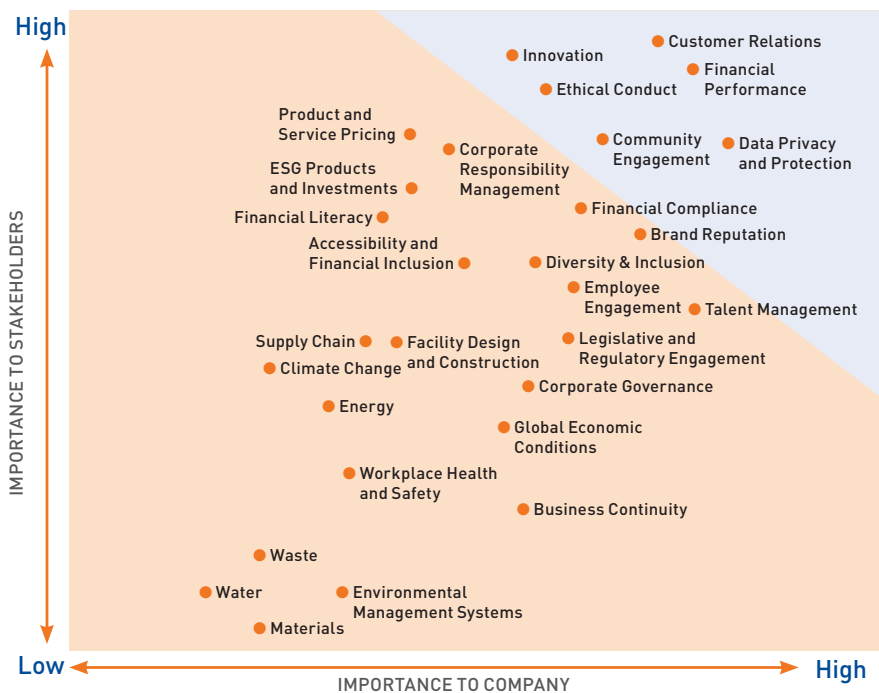 High
Customer Relations
Innovation
Financial
Performance
Ethical Conduct
Product and
Service Pricing
Community
Engagement
Data Privacy
and Protection
Corporate
Responsibility
Management
ESG Products
and Investments
Financial Literacy
Financial Compliance
Brand Reputation
Accessibility and
Financial Inclusion
Diversity & Inclusion
Employee
Engagement
Talent Management
Supply Chain
Facility Design
and Construction
Legislative and
Regulatory Engagement
Climate Change
Corporate Governance
Energy
Global Economic
Conditions
Workplace Health
and Safety
Business Continuity
Waste
Water
Environmental
Management Systems
Materials
IMPORTANCE TO STAKEHOLDERS
Low
High
IMPORTANCE TO COMPANY